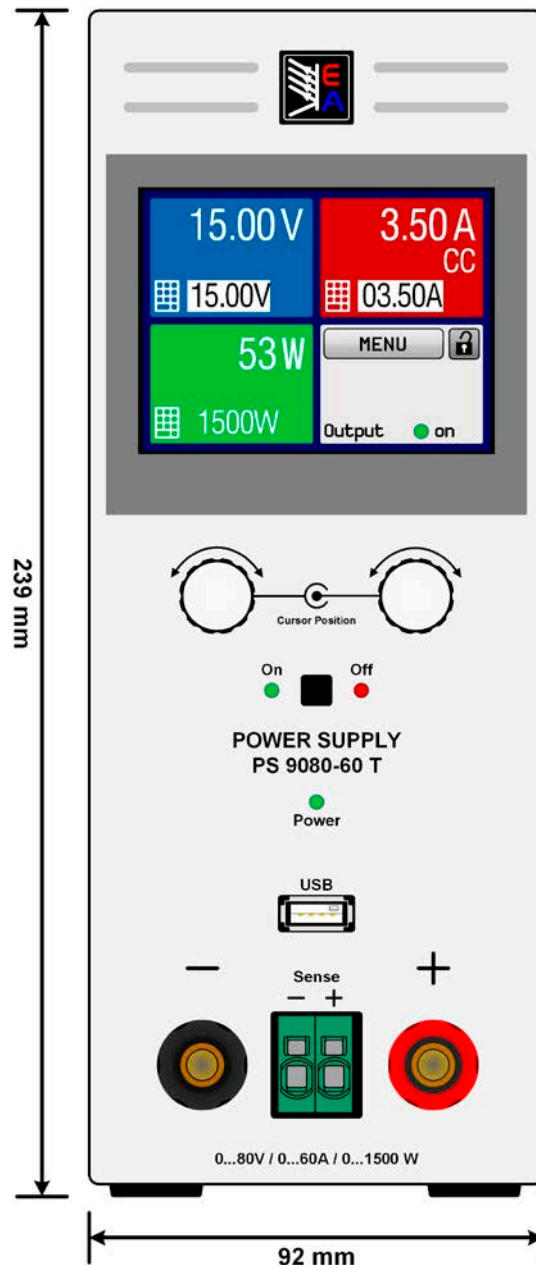 EA
15.00 V
3.50 A
CC
15.00V
03.50A
53 W
MENU
1500W
Output on
239 mm
Cursor Position
On Off
POWER SUPPLY
PS 9080-60 T
Power
USB
− +
Sense
− +
0...80V / 0...60A / 0...1500 W
92 mm